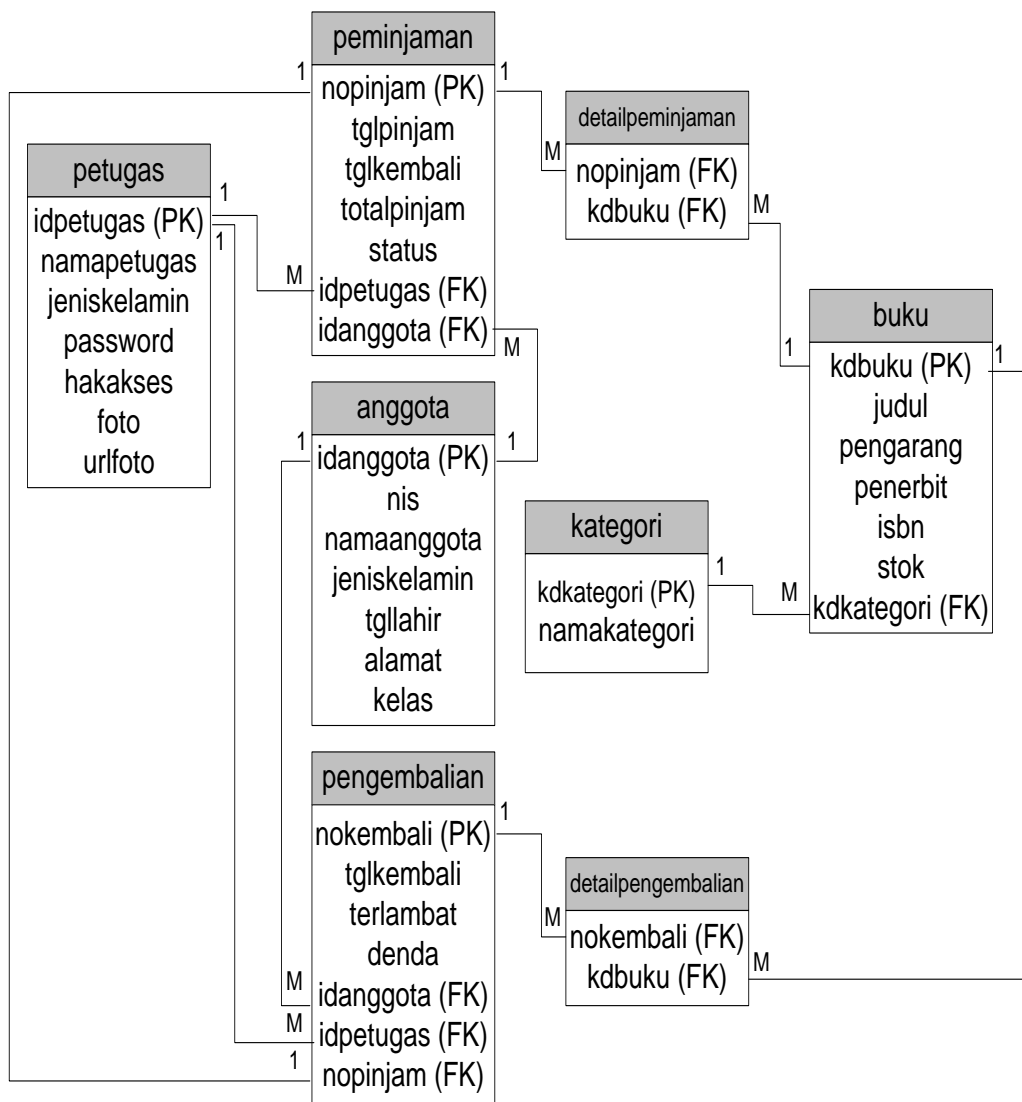 peminjaman
1
1
nopinjam (PK)
tglpinjam
tglkembali
totalpinjam
status
idpetugas (FK)
idanggota (FK)
M
M
detailpeminjaman
M
nopinjam (FK)
kdbuku (FK)
M
petugas
1
idpetugas (PK)
1
namapetugas
jeniskelamin
password
hakakses
foto
urlfoto
buku
1
1
kdbuku (PK)
judul
pengarang
penerbit
isbn
stok
M
kdkategori (FK)
anggota
1
1
idanggota (PK)
nis
namaanggota
jeniskelamin
tgllahir
alamat
kelas
kategori
1
kdkategori (PK)
namakategori
pengembalian
1
nokembali (PK)
tglkembali
terlambat
denda
M
idanggota (FK)
M
idpetugas (FK)
1
nopinjam (FK)
detailpengembalian
M
nokembali (FK)
kdbuku (FK)
M